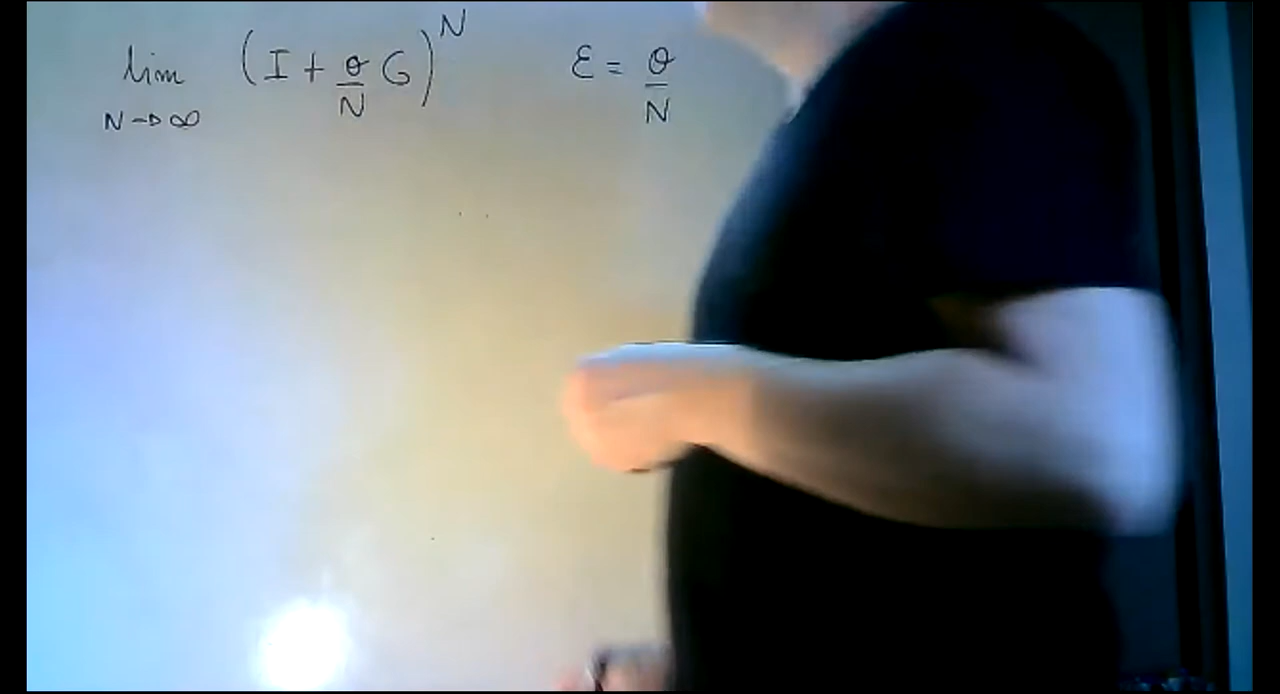 lim N→∞ (I + θ/N G)^N   ε = θ/N